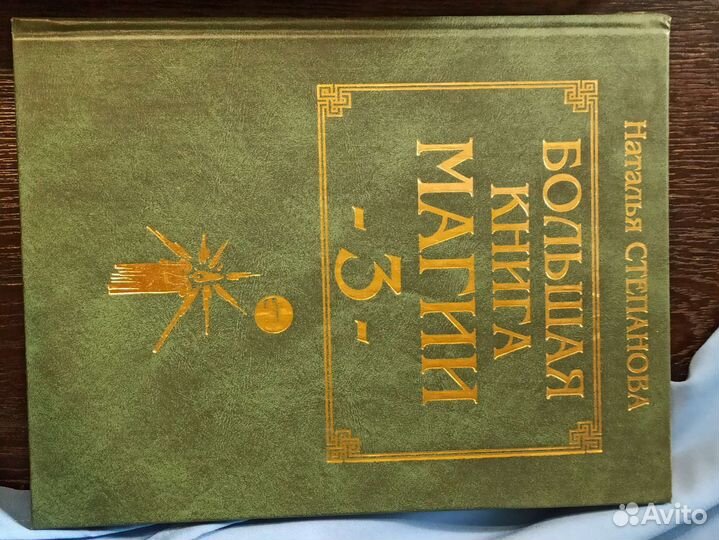 Наталья СТЕПАНОВА
БОЛЬШАЯ
КНИГА
МАГИИ
- 3 -
Avito